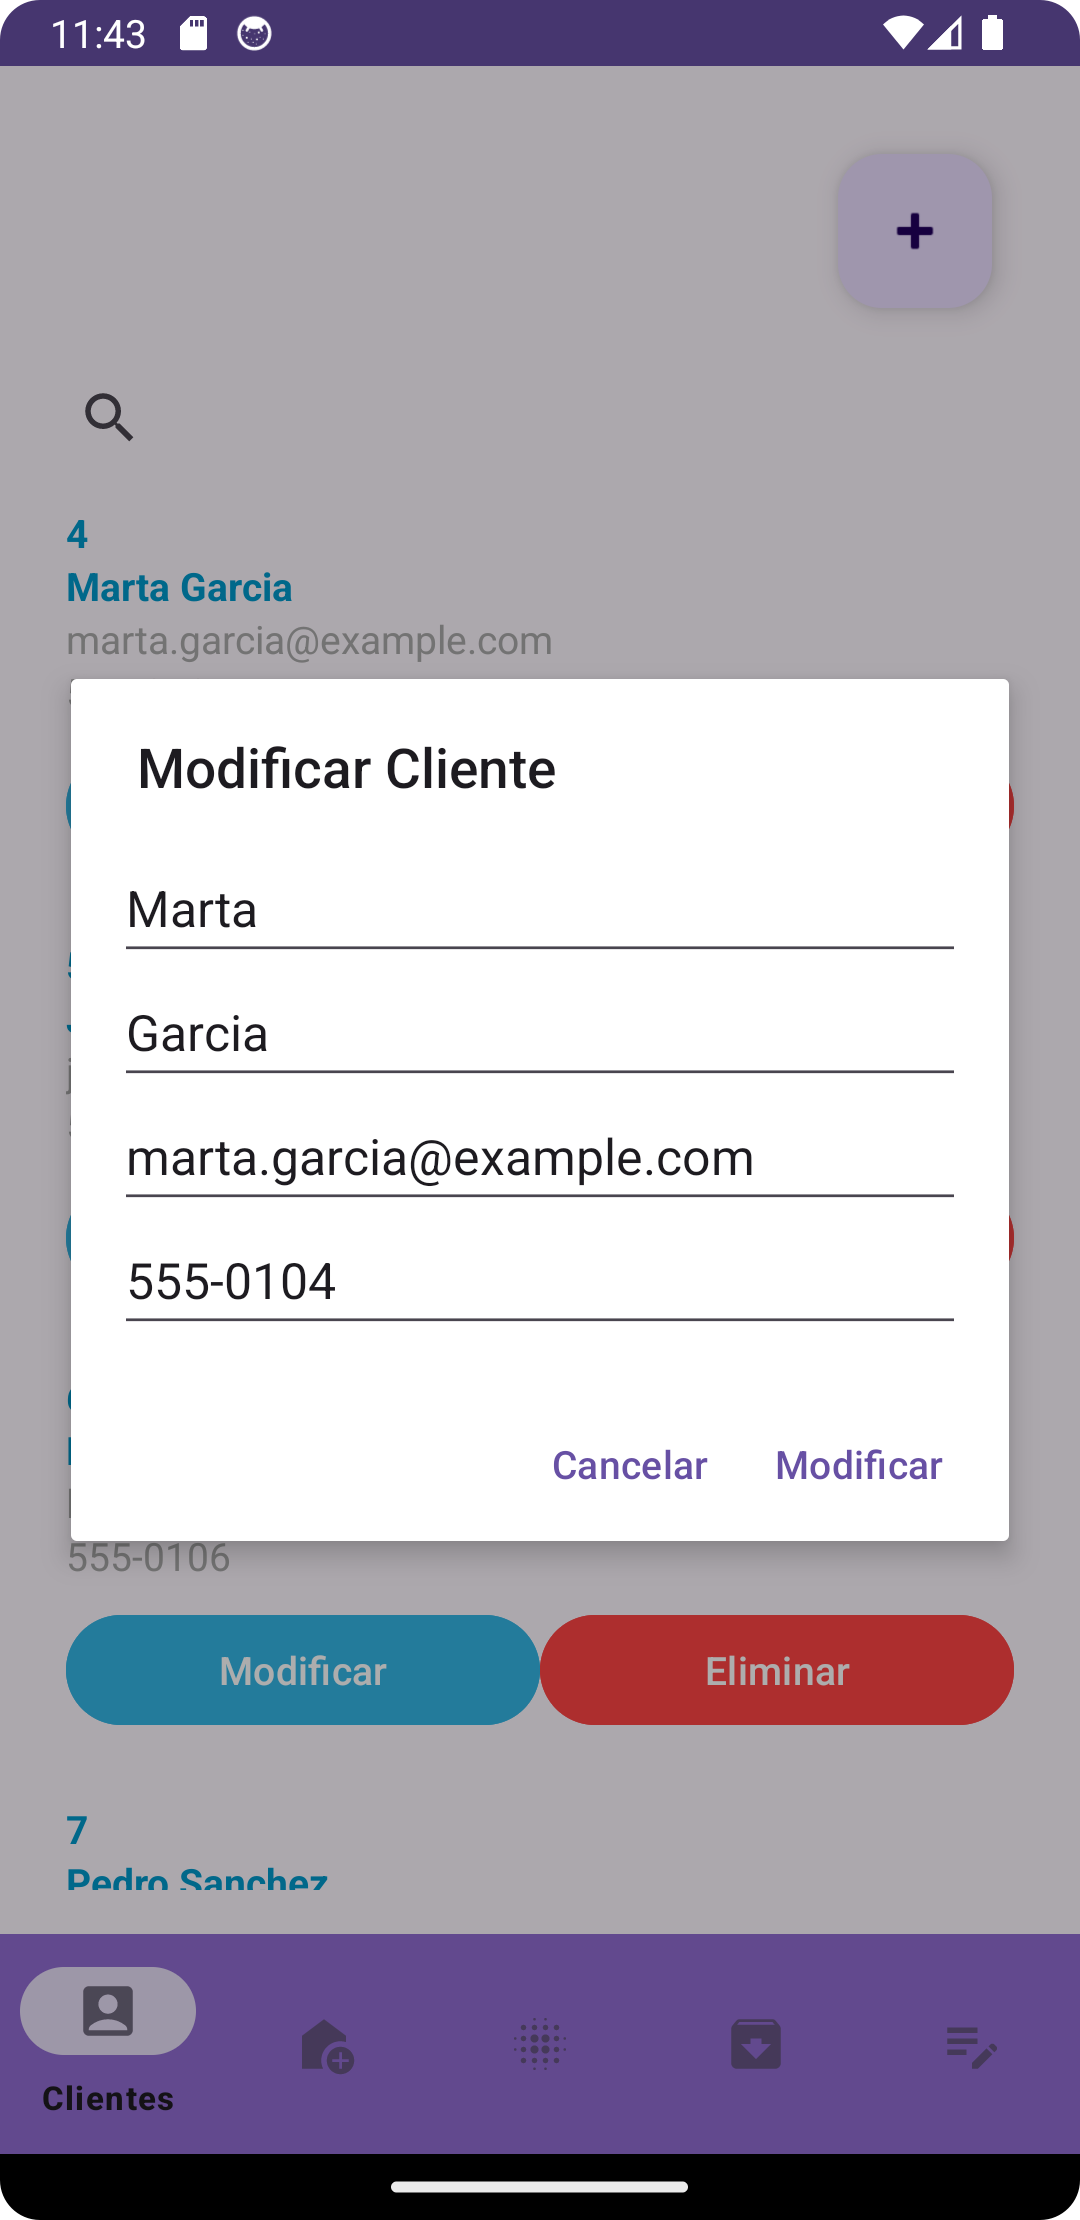 11:43
4
Marta Garcia
marta.garcia@example.com
Modificar Cliente
Marta
Garcia
marta.garcia@example.com
555-0104
Cancelar Modificar
555-0106
Modificar Eliminar
7
Pedro Sanchez
Clientes